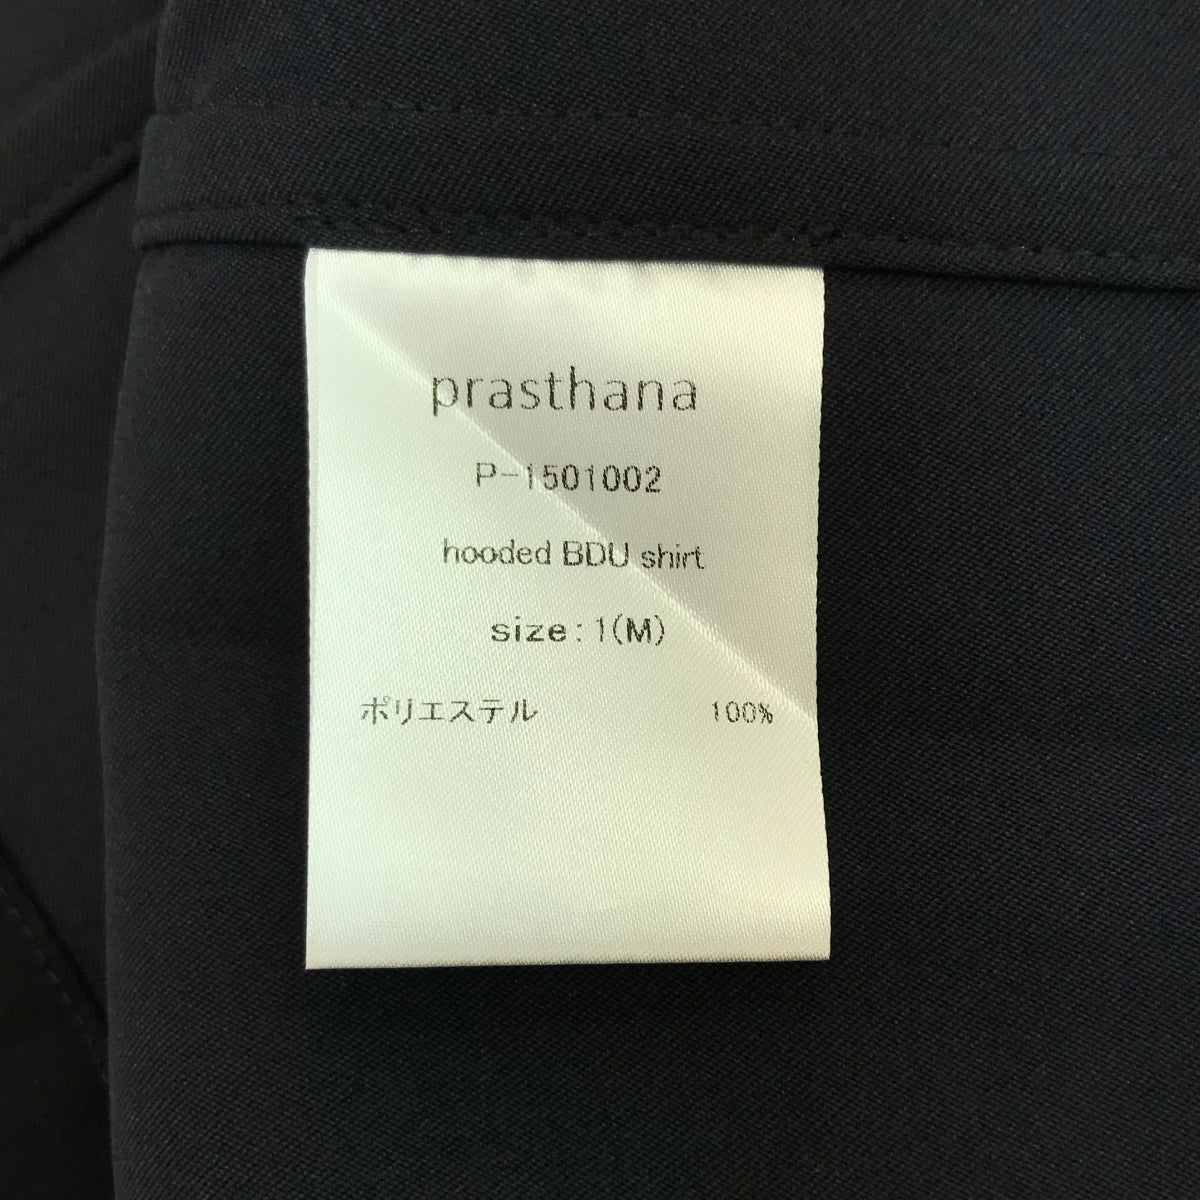 prasthana
P-1501002
hooded BDU shirt
size:1(M)
ポリエステル 100%